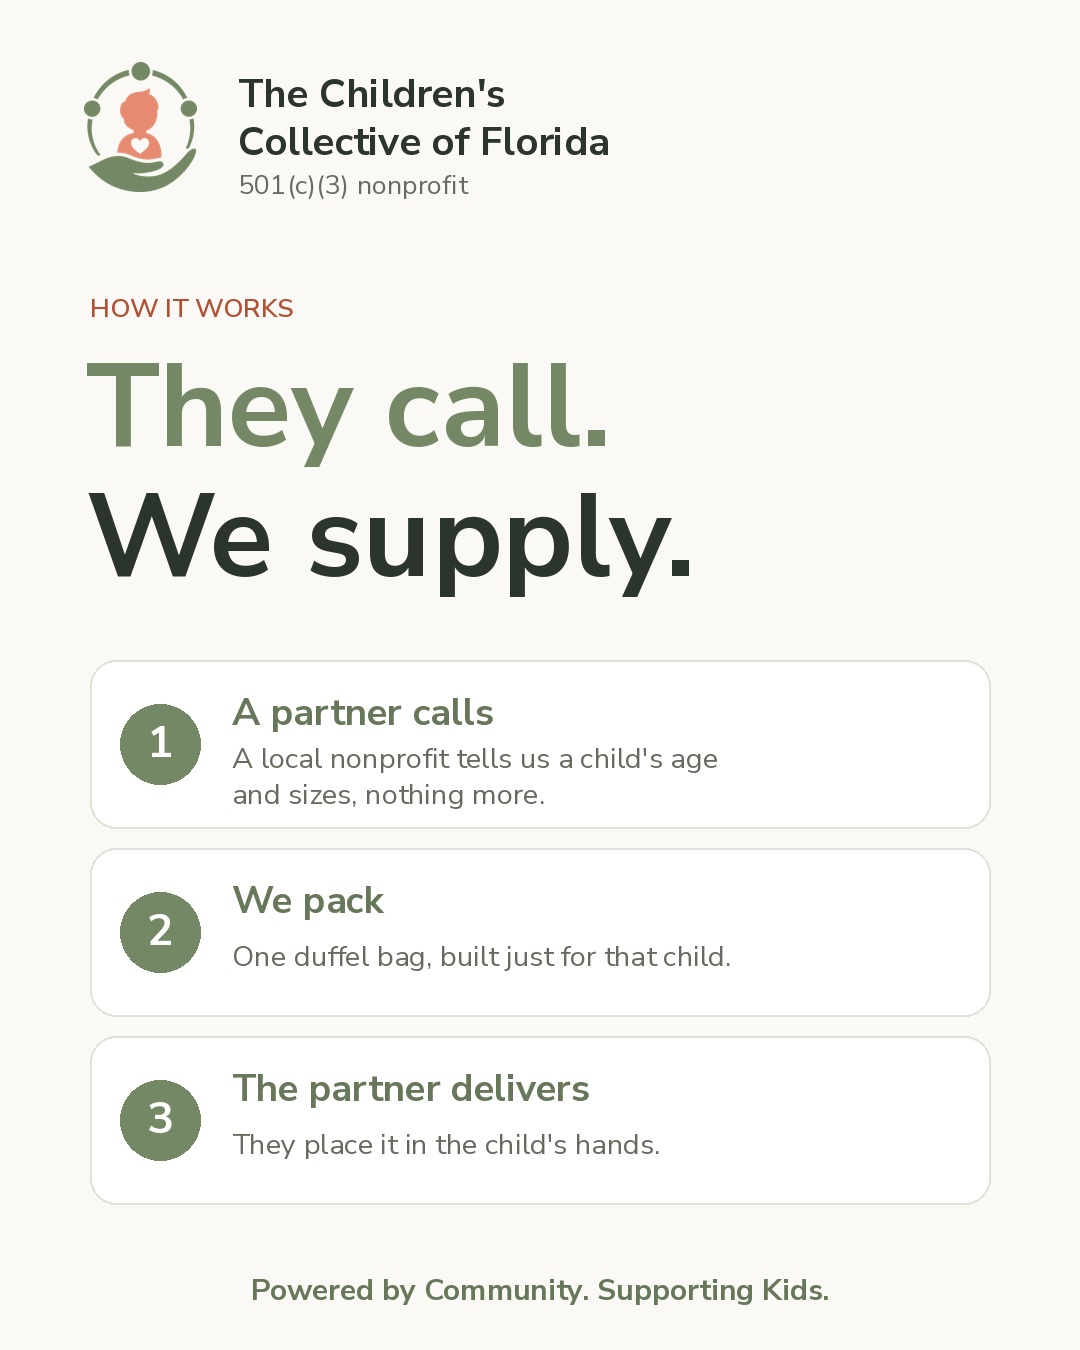 The Children's
Collective of Florida
501(c)(3) nonprofit
HOW IT WORKS
They call.
We supply.
1
A partner calls
A local nonprofit tells us a child's age
and sizes, nothing more.
2
We pack
One duffel bag, built just for that child.
3
The partner delivers
They place it in the child's hands.
Powered by Community. Supporting Kids.